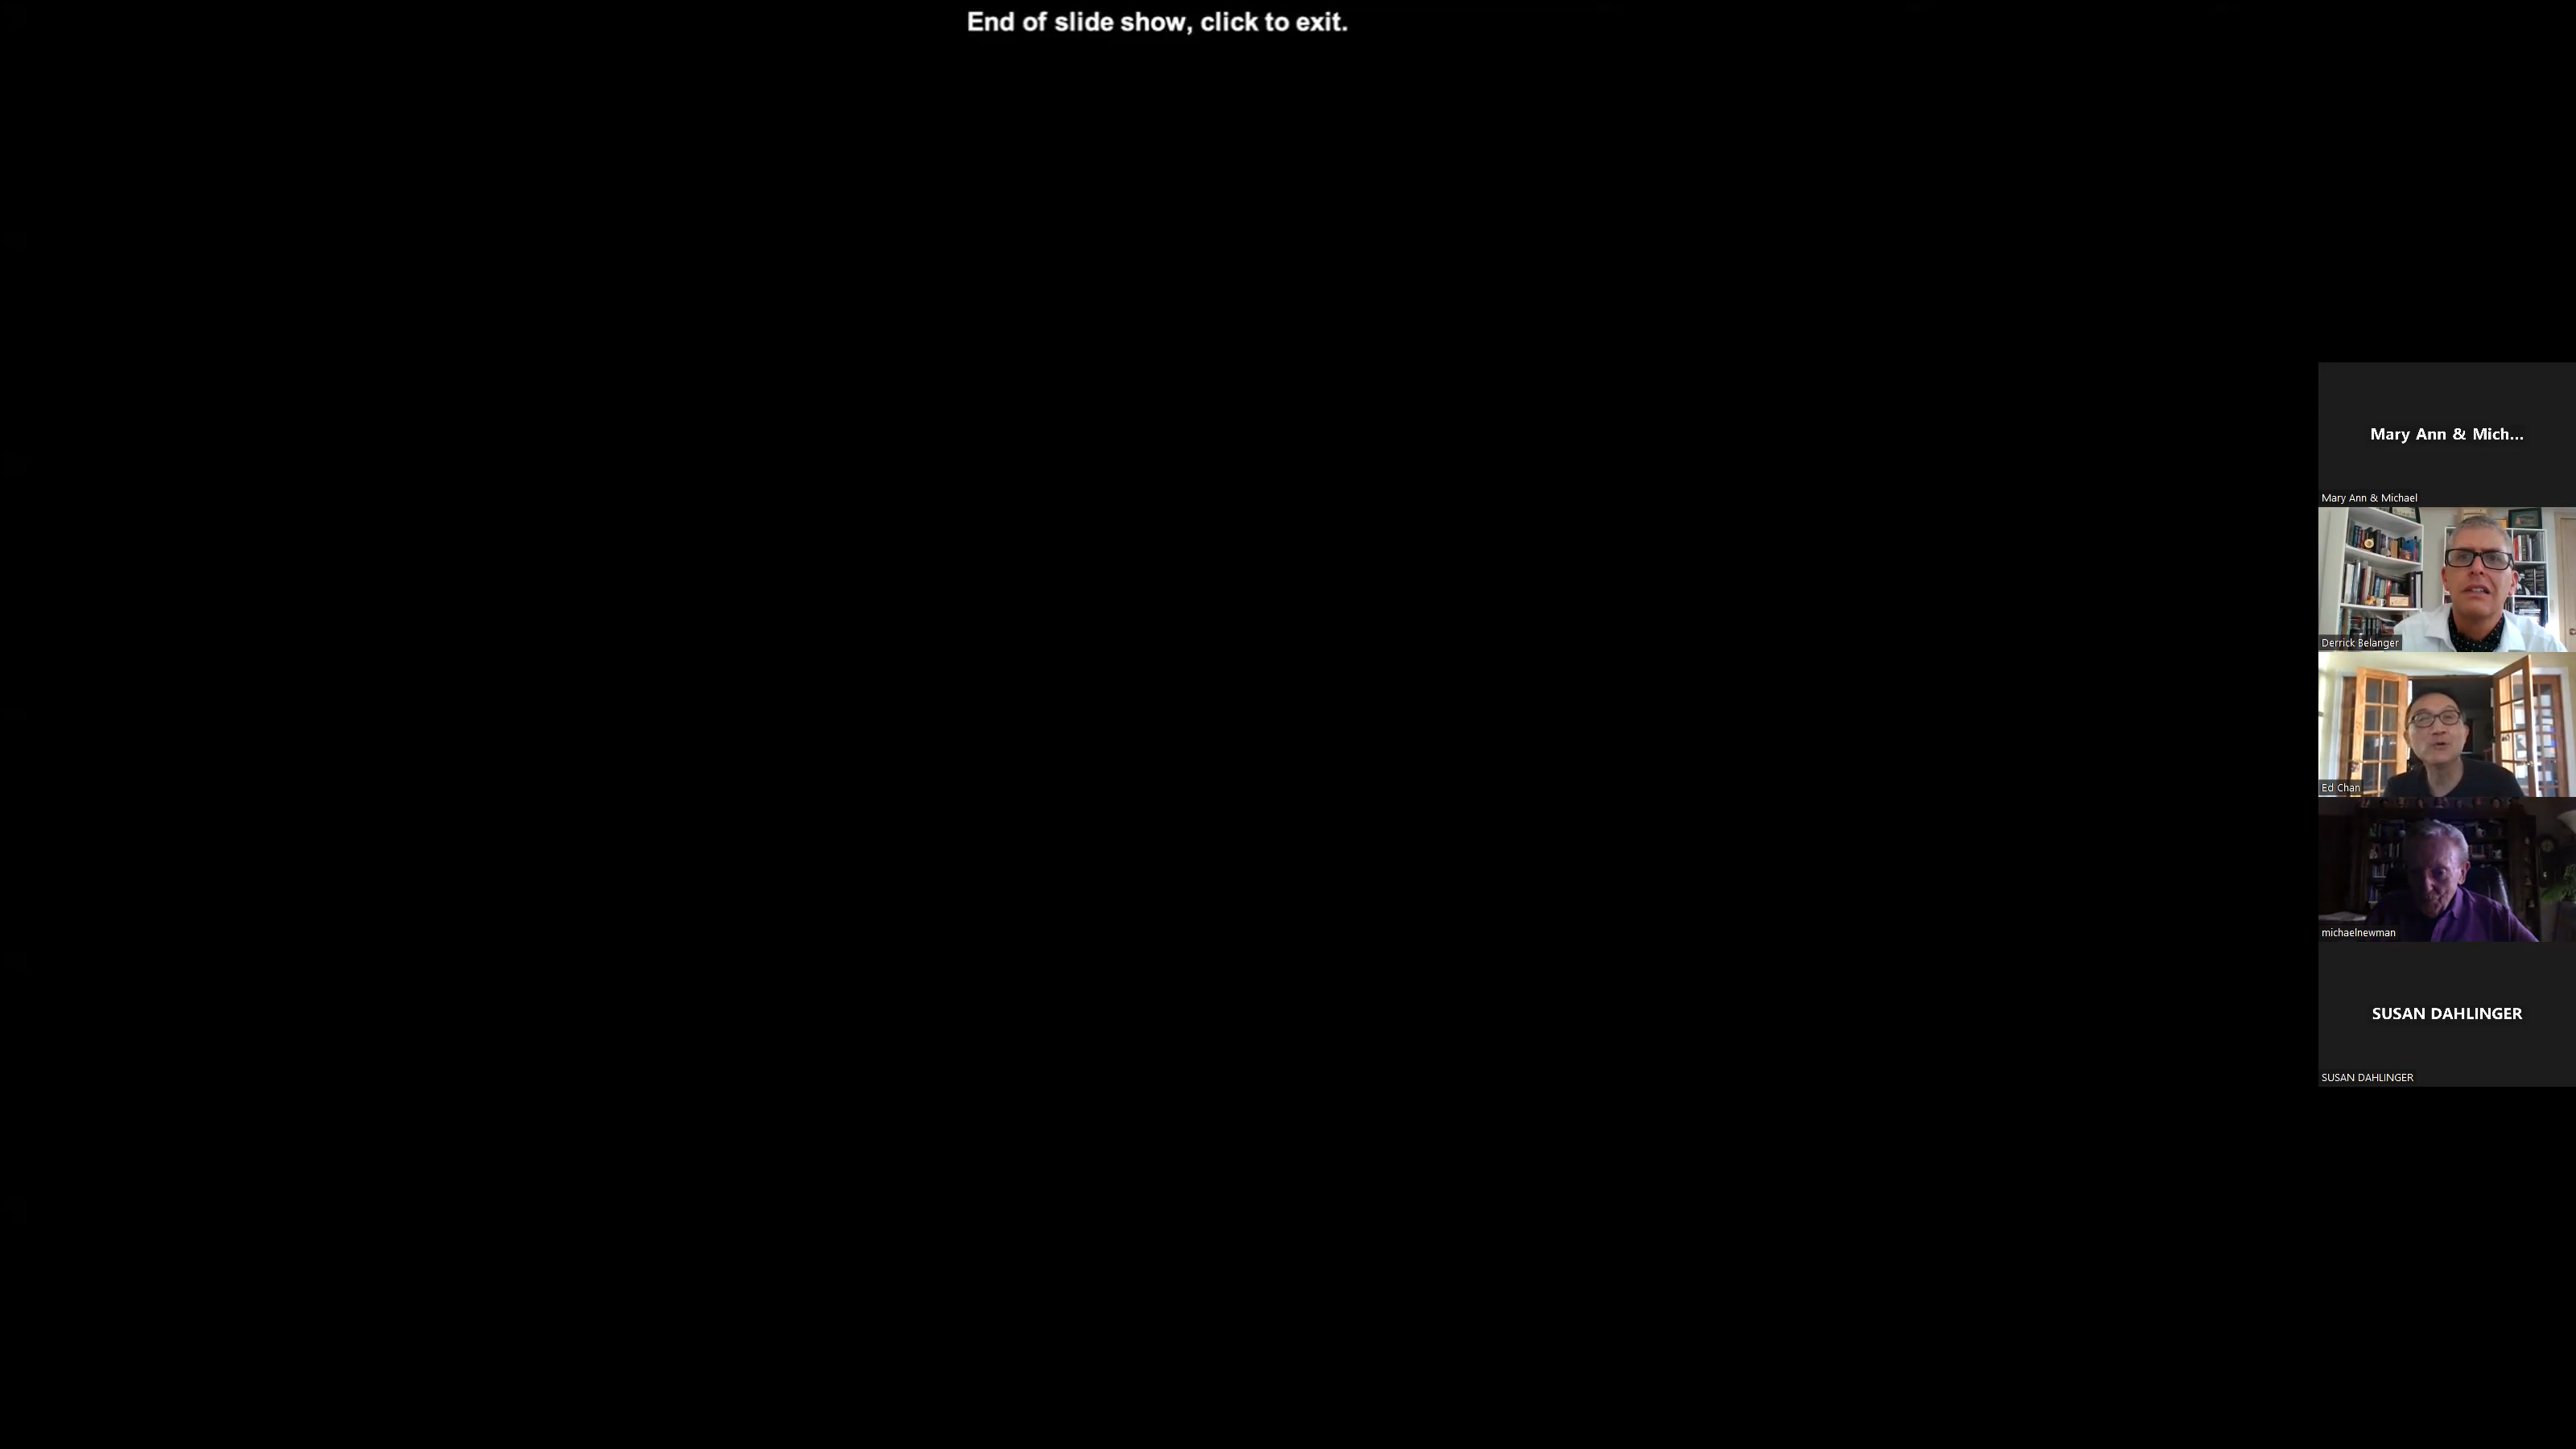 End of slide show, click to exit.
Mary Ann & Mich...
Mary Ann & Michael
Derrick Belanger
Ed Chan
michaelnewman
SUSAN DAHLINGER
SUSAN DAHLINGER